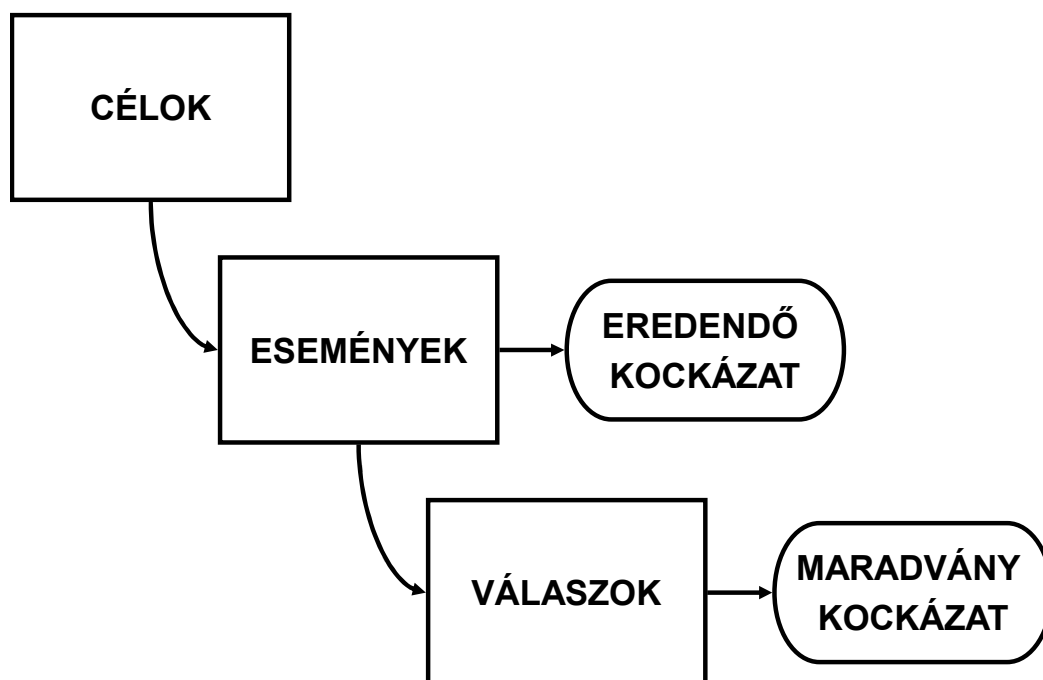 CÉLOK
ESEMÉNYEK
EREDENDŐ
KOCKÁZAT
VÁLASZOK
MARADVÁNY
KOCKÁZAT